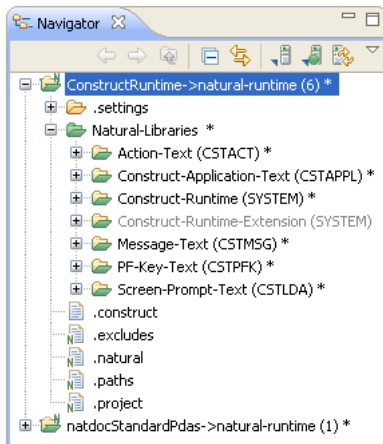 Navigator
ConstructRuntime->natural-runtime (6) *
.settings
Natural-Libraries *
Action-Text (CSTACT) *
Construct-Application-Text (CSTAPPL) *
Construct-Runtime (SYSTEM) *
Construct-Runtime-Extension (SYSTEM)
Message-Text (CSTMSG) *
PF-Key-Text (CSTPFK) *
Screen-Prompt-Text (CSTLDA) *
.construct
.excludes
.natural
.paths
.project
natdocStandardPdas->natural-runtime (1) *